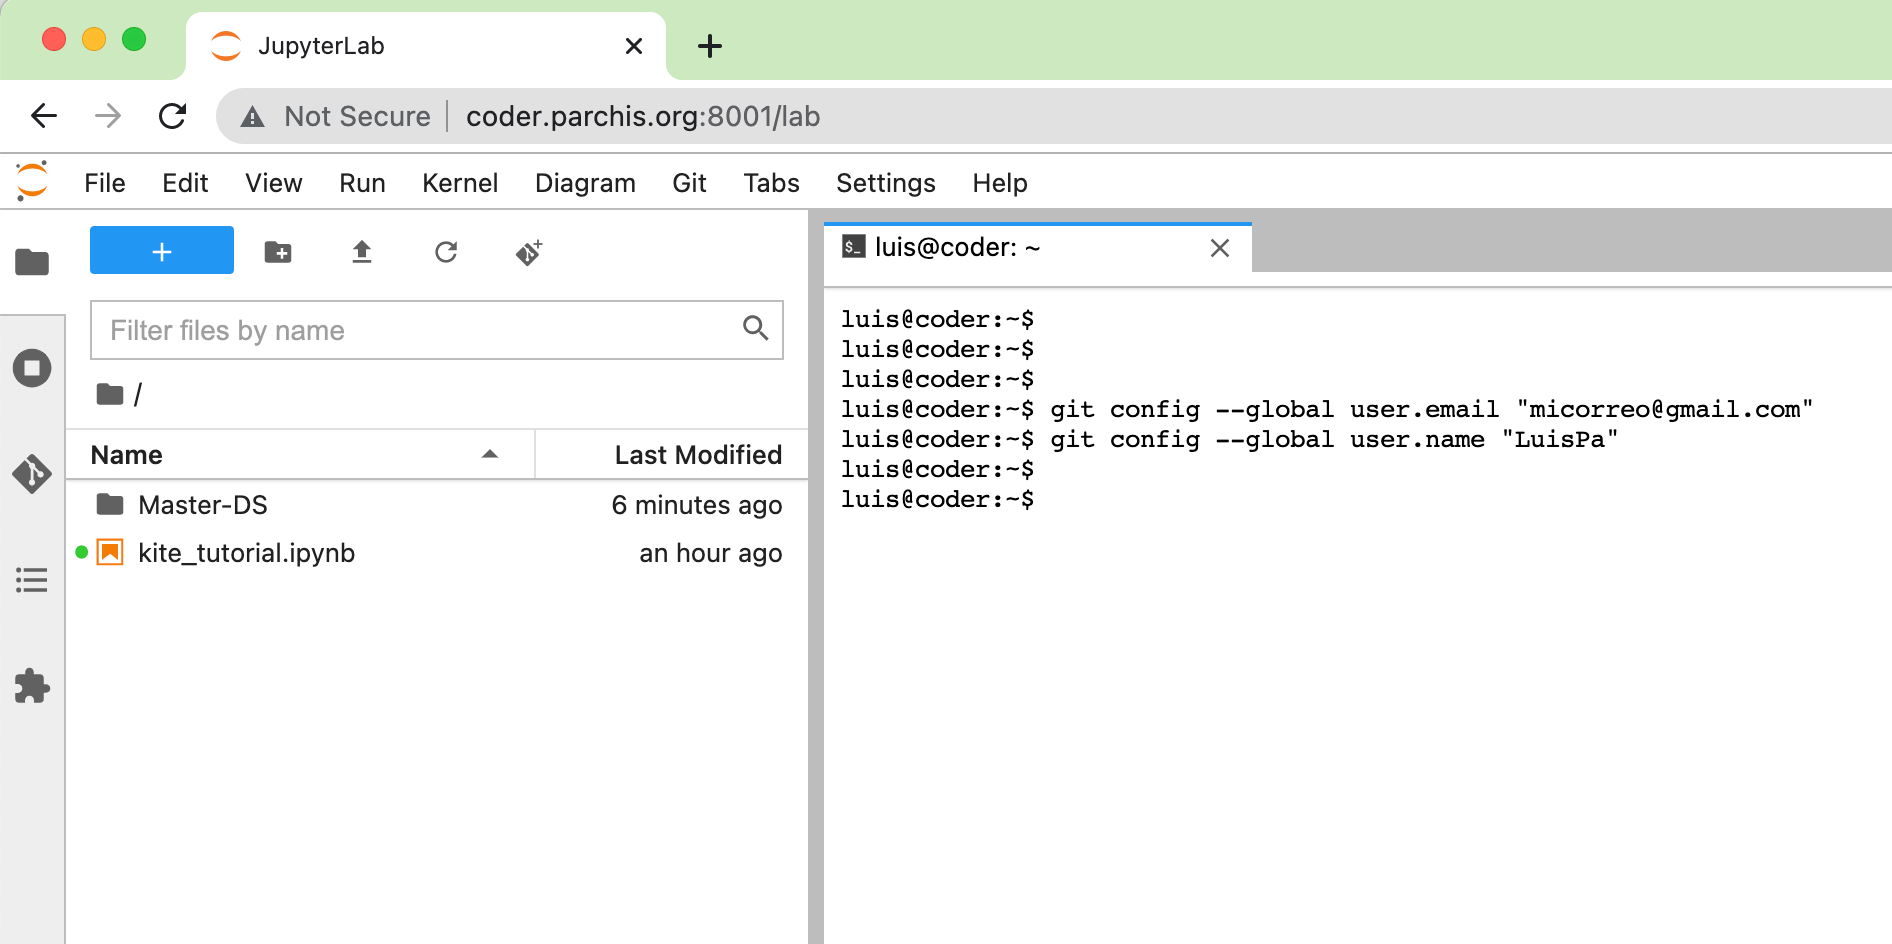 JupyterLab
Not Secure coder.parchis.org:8001/lab
File Edit View Run Kernel Diagram Git Tabs Settings Help
Filter files by name
/
Name Last Modified
Master-DS 6 minutes ago
kite_tutorial.ipynb an hour ago
$_ luis@coder: ~
luis@coder:~$
luis@coder:~$
luis@coder:~$
luis@coder:~$ git config --global user.email "micorreo@gmail.com"
luis@coder:~$ git config --global user.name "LuisPa"
luis@coder:~$
luis@coder:~$